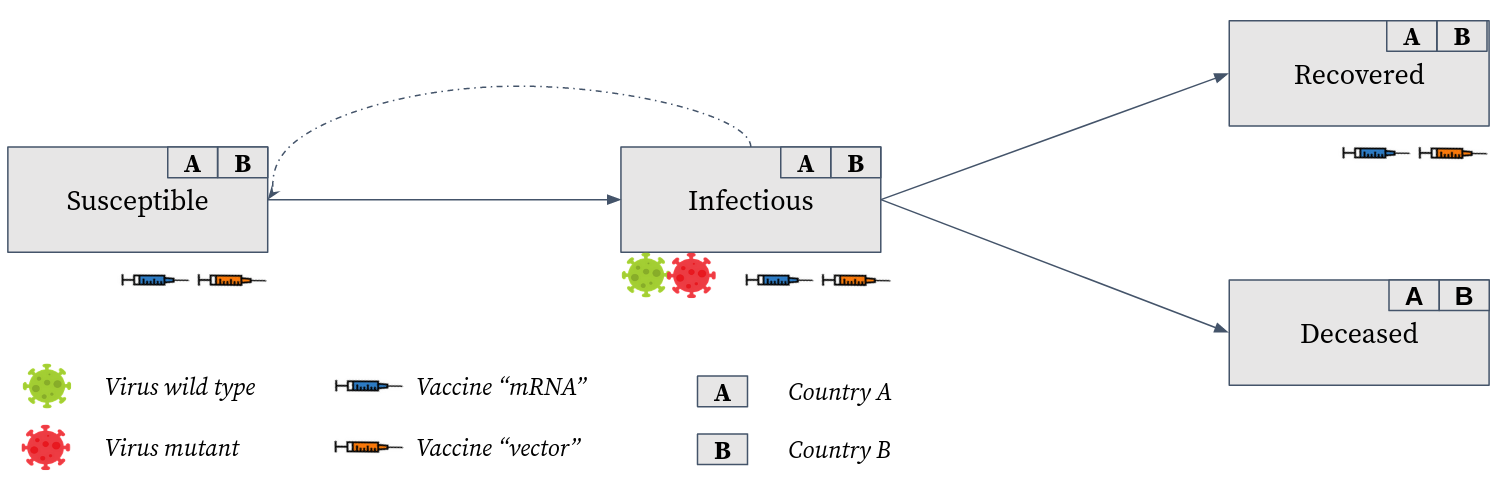 A B
Recovered
A B
Susceptible
A B
Infectious
A B
Deceased
Virus wild type
Vaccine “mRNA”
A
Country A
Virus mutant
Vaccine “vector”
B
Country B